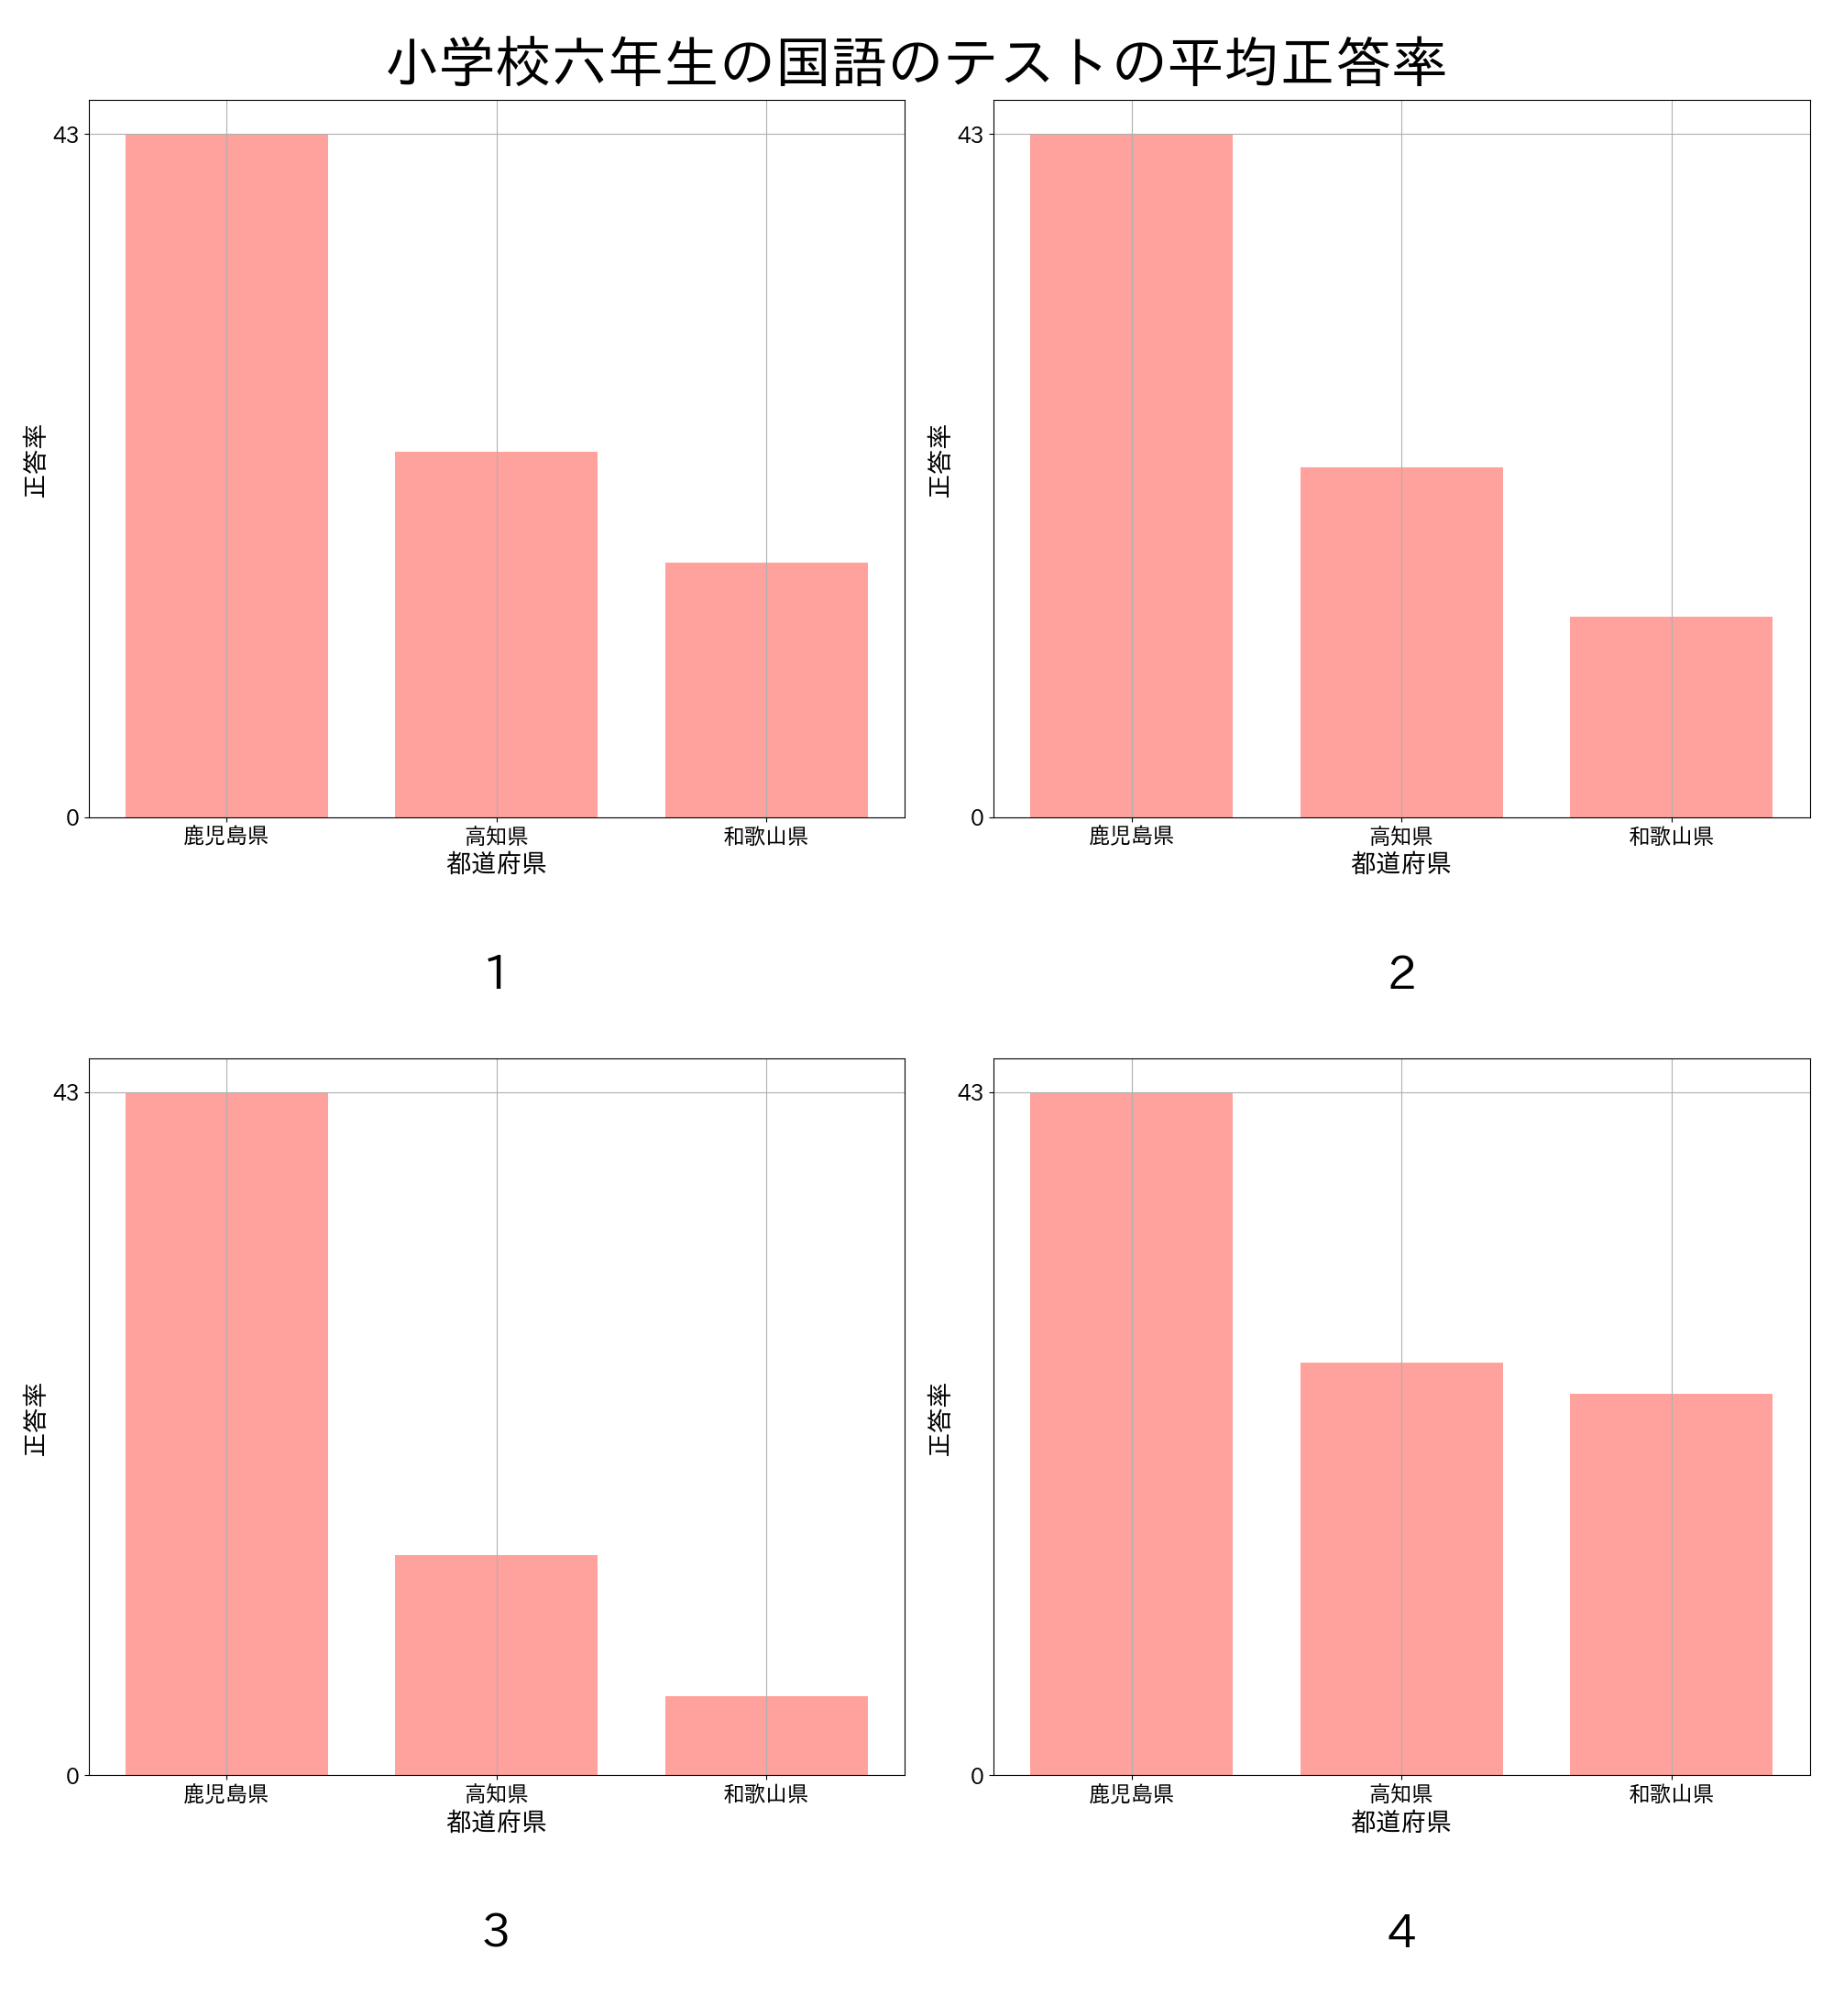 小学校六年生の国語のテストの平均正答率
43
正答率
0
鹿児島県 高知県 和歌山県
都道府県
1
43
正答率
0
鹿児島県 高知県 和歌山県
都道府県
2
43
正答率
0
鹿児島県 高知県 和歌山県
都道府県
3
43
正答率
0
鹿児島県 高知県 和歌山県
都道府県
4